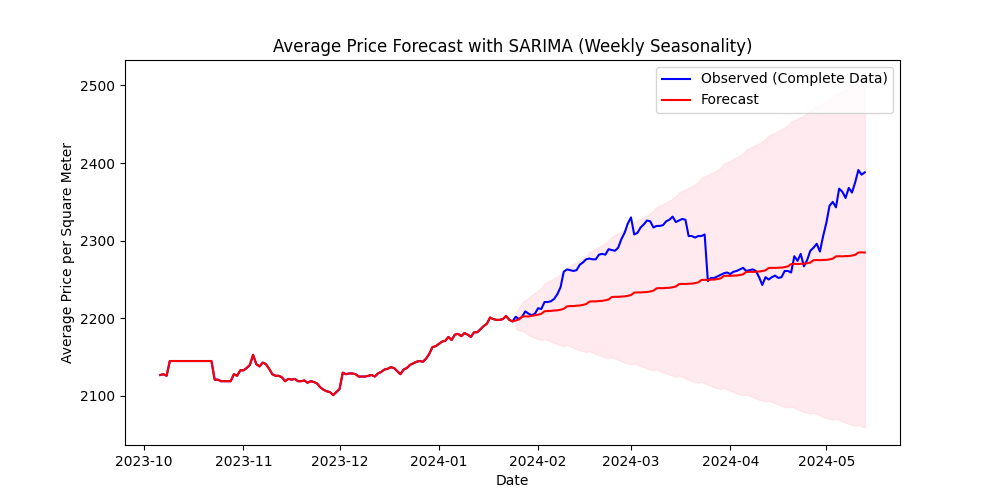 Average Price Forecast with SARIMA (Weekly Seasonality)
Observed (Complete Data)
Forecast
Average Price per Square Meter
2500
2400
2300
2200
2100
2023-10 2023-11 2023-12 2024-01 2024-02 2024-03 2024-04 2024-05
Date